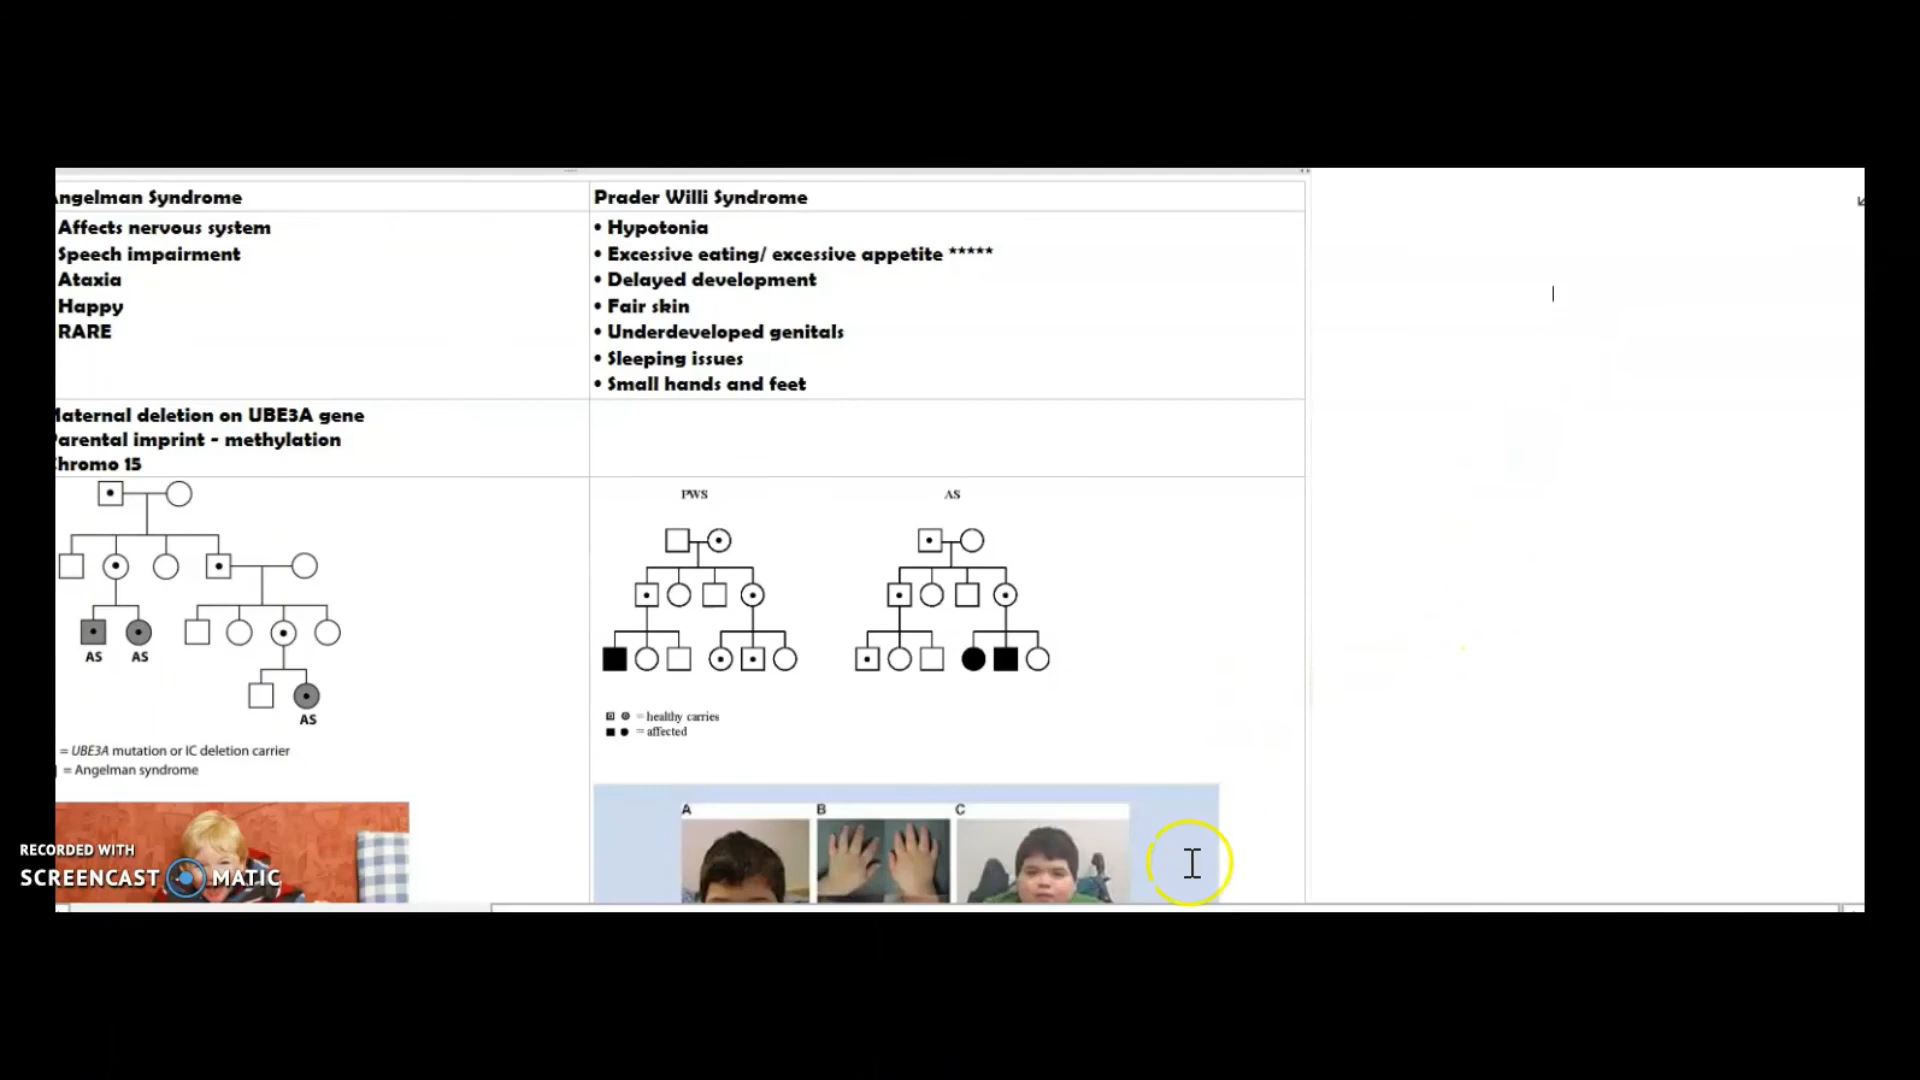 ngelman Syndrome
Affects nervous system
Speech impairment
Ataxia
Happy
RARE
Prader Willi Syndrome
• Hypotonia
• Excessive eating/ excessive appetite *****
• Delayed development
• Fair skin
• Underdeveloped genitals
• Sleeping issues
• Small hands and feet
Maternal deletion on UBE3A gene
Parental imprint - methylation
Chromo 15
AS AS
AS
= UBE3A mutation or IC deletion carrier
= Angelman syndrome
PWS AS
= healthy carries
= affected
A B C
RECORDED WITH
SCREENCAST MATIC